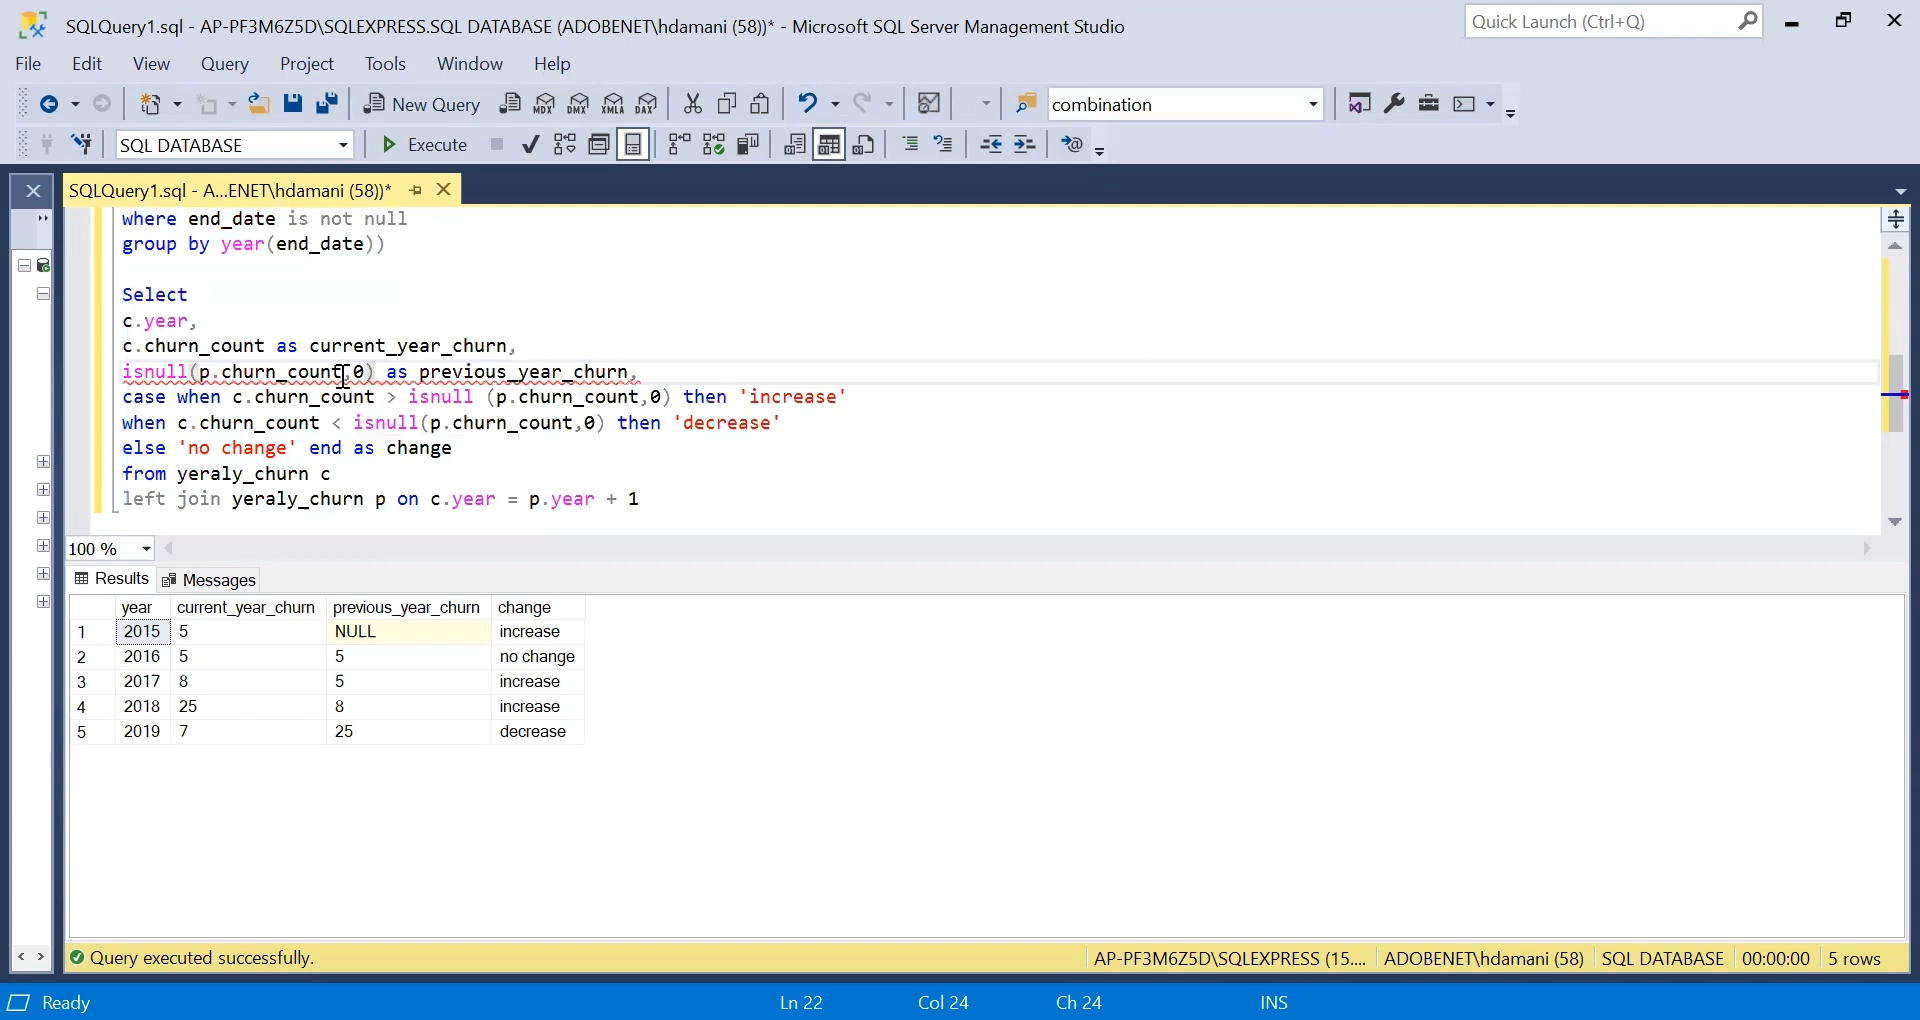 SQLQuery1.sql - AP-PF3M6Z5D\SQLEXPRESS.SQL DATABASE (ADOBENET\hdamani (58))* - Microsoft SQL Server Management Studio
Quick Launch (Ctrl+Q)
File Edit View Query Project Tools Window Help
New Query MDX DMX XMLA DAX combination
SQL DATABASE Execute
SQLQuery1.sql - A...ENET\hdamani (58))*
where end_date is not null
group by year(end_date))
Select
c.year,
c.churn_count as current_year_churn,
isnull(p.churn_count,0) as previous_year_churn,
case when c.churn_count > isnull (p.churn_count,0) then 'increase'
when c.churn_count < isnull(p.churn_count,0) then 'decrease'
else 'no change' end as change
from yeraly_churn c
left join yeraly_churn p on c.year = p.year + 1
100 %
Results Messages
year current_year_churn previous_year_churn change
1 2015 5 NULL increase
2 2016 5 5 no change
3 2017 8 5 increase
4 2018 25 8 increase
5 2019 7 25 decrease
Query executed successfully. AP-PF3M6Z5D\SQLEXPRESS (15.... ADOBENET\hdamani (58) SQL DATABASE 00:00:00 5 rows
Ready Ln 22 Col 24 Ch 24 INS